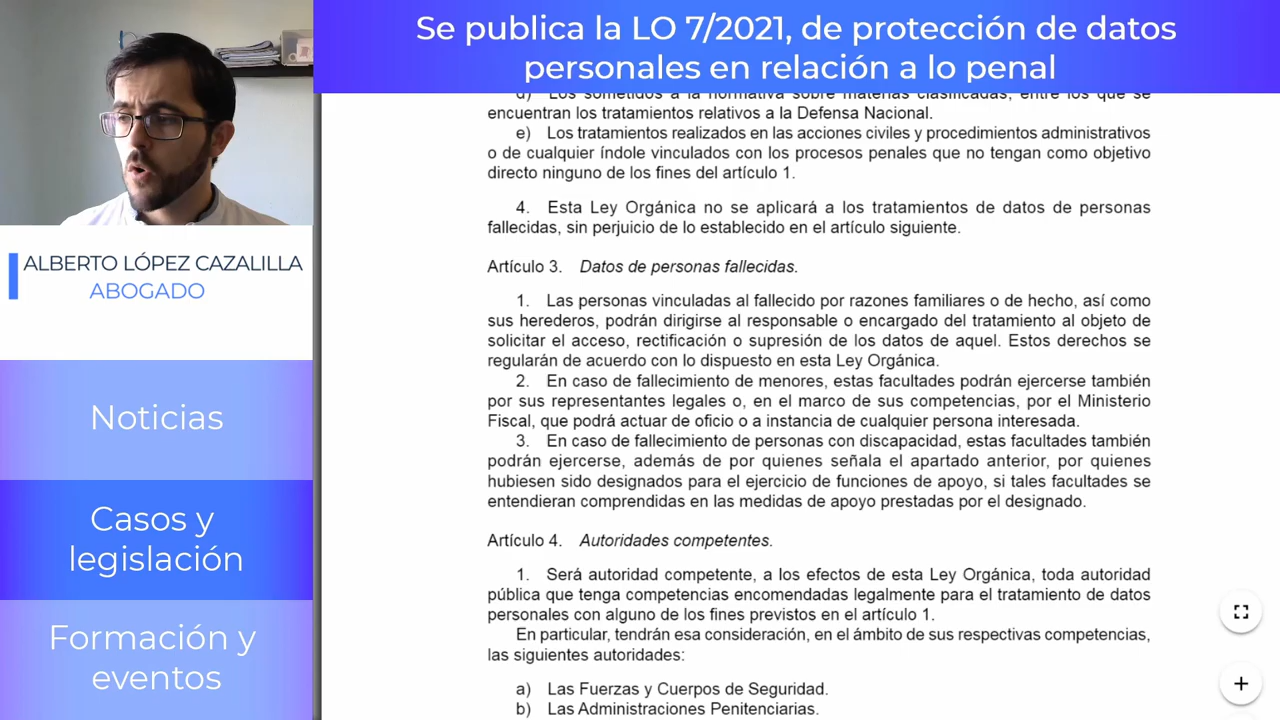 Se publica la LO 7/2021, de protección de datos
personales en relación a lo penal
ALBERTO LÓPEZ CAZALILLA
ABOGADO
Noticias
Casos y
legislación
Formación y
eventos
d) Los sometidos a la normativa sobre materias clasificadas, entre los que se
encuentran los tratamientos relativos a la Defensa Nacional.
e) Los tratamientos realizados en las acciones civiles y procedimientos administrativos
o de cualquier índole vinculados con los procesos penales que no tengan como objetivo
directo ninguno de los fines del artículo 1.
4. Esta Ley Orgánica no se aplicará a los tratamientos de datos de personas
fallecidas, sin perjuicio de lo establecido en el artículo siguiente.
Artículo 3. Datos de personas fallecidas.
1. Las personas vinculadas al fallecido por razones familiares o de hecho, así como
sus herederos, podrán dirigirse al responsable o encargado del tratamiento al objeto de
solicitar el acceso, rectificación o supresión de los datos de aquel. Estos derechos se
regularán de acuerdo con lo dispuesto en esta Ley Orgánica.
2. En caso de fallecimiento de menores, estas facultades podrán ejercerse también
por sus representantes legales o, en el marco de sus competencias, por el Ministerio
Fiscal, que podrá actuar de oficio o a instancia de cualquier persona interesada.
3. En caso de fallecimiento de personas con discapacidad, estas facultades también
podrán ejercerse, además de por quienes señala el apartado anterior, por quienes
hubiesen sido designados para el ejercicio de funciones de apoyo, si tales facultades se
entendieran comprendidas en las medidas de apoyo prestadas por el designado.
Artículo 4. Autoridades competentes.
1. Será autoridad competente, a los efectos de esta Ley Orgánica, toda autoridad
pública que tenga competencias encomendadas legalmente para el tratamiento de datos
personales con alguno de los fines previstos en el artículo 1.
En particular, tendrán esa consideración, en el ámbito de sus respectivas competencias,
las siguientes autoridades:
a) Las Fuerzas y Cuerpos de Seguridad.
b) Las Administraciones Penitenciarias.